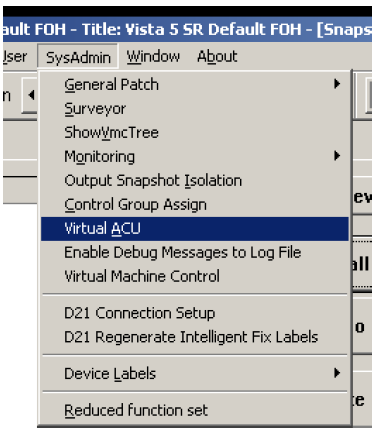 ault FOH - Title: Vista 5 SR Default FOH - [Snaps
User SysAdmin Window About
n
General Patch
Surveyor
ShowVmcTree
Monitoring
Output Snapshot Isolation
Control Group Assign
ev
Virtual ACU
Enable Debug Messages to Log File
all
Virtual Machine Control
D21 Connection Setup
o
D21 Regenerate Intelligent Fix Labels
Device Labels
e
Reduced function set